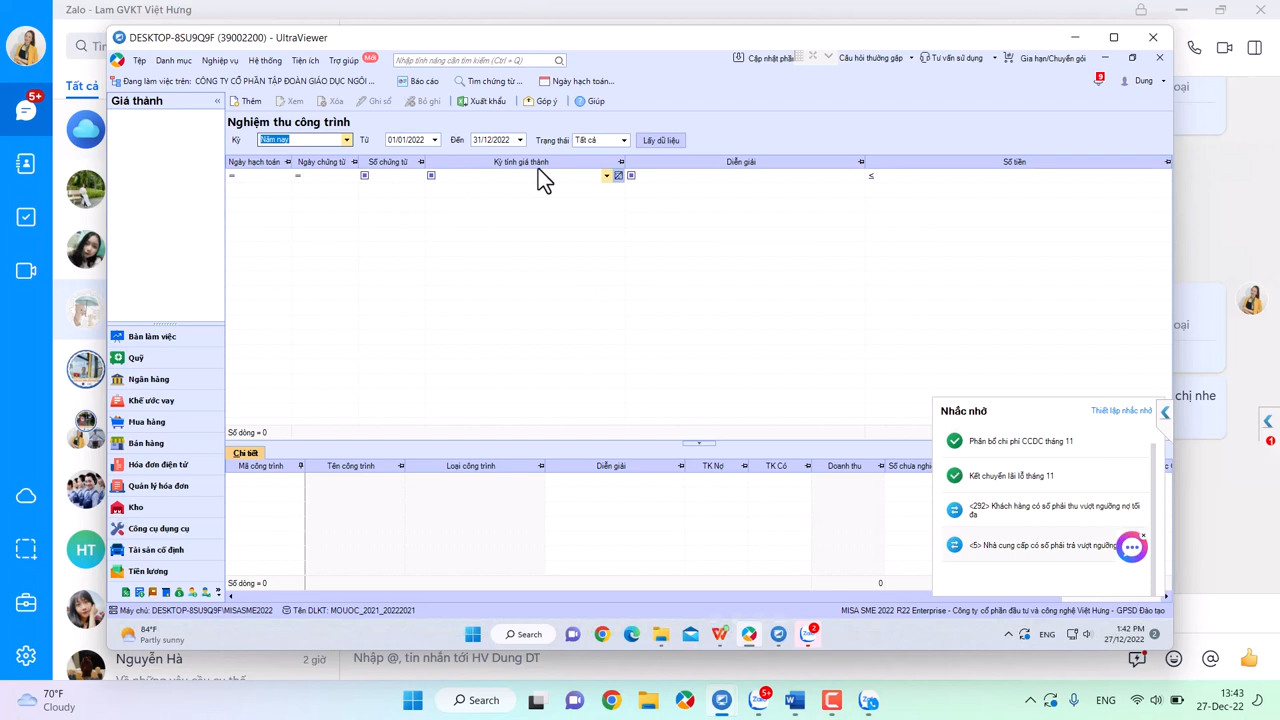 Zalo - Lam GVKT Việt Hưng
DESKTOP-8SU9Q9F (39002200) - UltraViewer
Tệp Danh mục Nghiệp vụ Hệ thống Tiện ích Trợ giúp Mới
Nhập tính năng cần tìm kiếm (Ctrl + Q)
Cập nhật phần
Câu hỏi thường gặp
Tư vấn sử dụng
Gia hạn/Chuyển gói
Đang làm việc trên: CÔNG TY CỔ PHẦN TẬP ĐOÀN GIÁO DỤC NGÔI ...
Báo cáo
Tìm chứng từ...
Ngày hạch toán...
9
Dung
Tất cả
5+
Giá thành
Thêm Xem Xóa Ghi sổ Bỏ ghi Xuất khẩu Góp ý Giúp
Nghiệm thu công trình
Kỳ Năm nay Từ 01/01/2022 Đến 31/12/2022 Trạng thái Tất cả Lấy dữ liệu
Ngày hạch toán Ngày chứng từ Số chứng từ Kỳ tính giá thành Diễn giải Số tiền
= = ≤
Bàn làm việc
Quỹ
Ngân hàng
Khế ước vay
Mua hàng
Bán hàng
Hóa đơn điện tử
Quản lý hóa đơn
Kho
Công cụ dụng cụ
Tài sản cố định
Tiền lương
Số dòng = 0
Chi tiết
Mã công trình Tên công trình Loại công trình Diễn giải TK Nợ TK Có Doanh thu Số chưa nghi
Số dòng = 0 0
Nhắc nhở Thiết lập nhắc nhở
Phân bổ chi phí CCDC tháng 11
Kết chuyển lãi lỗ tháng 11
<292> Khách hàng có số phải thu vượt ngưỡng nợ tối
đa
<5> Nhà cung cấp có số phải trả vượt ngưỡng
oại
oại
chị nhe
1
HT
Máy chủ: DESKTOP-8SU9Q9F\MISASME2022 Tên DLKT: MOUOC_2021_20222021 MISA SME 2022 R22 Enterprise - Công ty cổ phần đầu tư và công nghệ Việt Hưng - GPSD Đào tạo
84°F
Partly sunny
Search
2
ENG
1:42 PM
27/12/2022
2
Nguyễn Hà 2 giờ
Nhập @, tin nhắn tới HV Dung DT
70°F
Cloudy
Search
5+
ENG
13:43
27-Dec-22